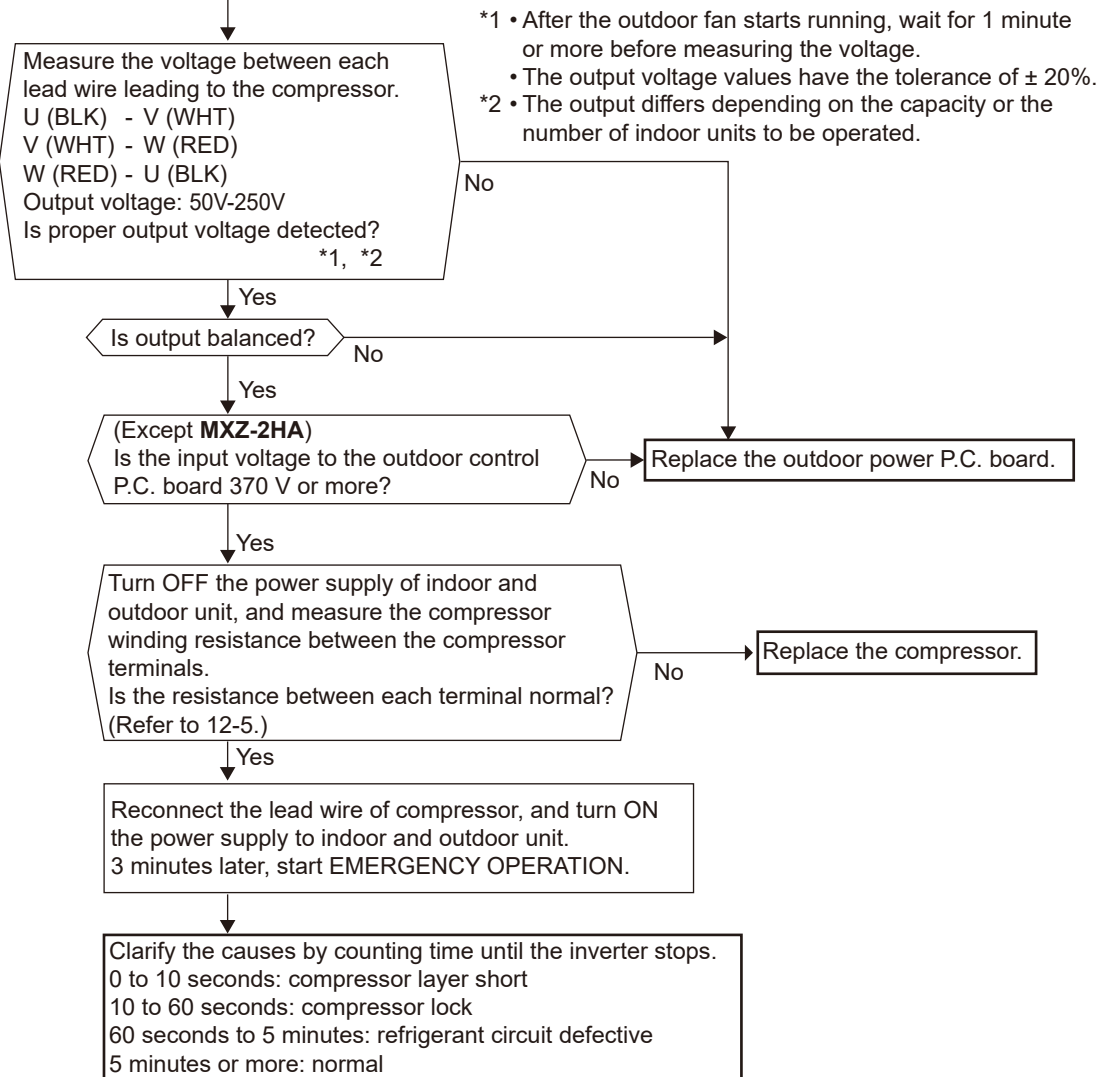 *1 • After the outdoor fan starts running, wait for 1 minute
or more before measuring the voltage.
• The output voltage values have the tolerance of ± 20%.
*2 • The output differs depending on the capacity or the
number of indoor units to be operated.
Measure the voltage between each
lead wire leading to the compressor.
U (BLK) - V (WHT)
V (WHT) - W (RED)
W (RED) - U (BLK)
Output voltage: 50V-250V
Is proper output voltage detected?
*1, *2
No
Yes
Is output balanced?
No
Yes
(Except MXZ-2HA)
Is the input voltage to the outdoor control
P.C. board 370 V or more?
No
Replace the outdoor power P.C. board.
Yes
Turn OFF the power supply of indoor and
outdoor unit, and measure the compressor
winding resistance between the compressor
terminals.
Is the resistance between each terminal normal?
(Refer to 12-5.)
No
Replace the compressor.
Yes
Reconnect the lead wire of compressor, and turn ON
the power supply to indoor and outdoor unit.
3 minutes later, start EMERGENCY OPERATION.
Clarify the causes by counting time until the inverter stops.
0 to 10 seconds: compressor layer short
10 to 60 seconds: compressor lock
60 seconds to 5 minutes: refrigerant circuit defective
5 minutes or more: normal